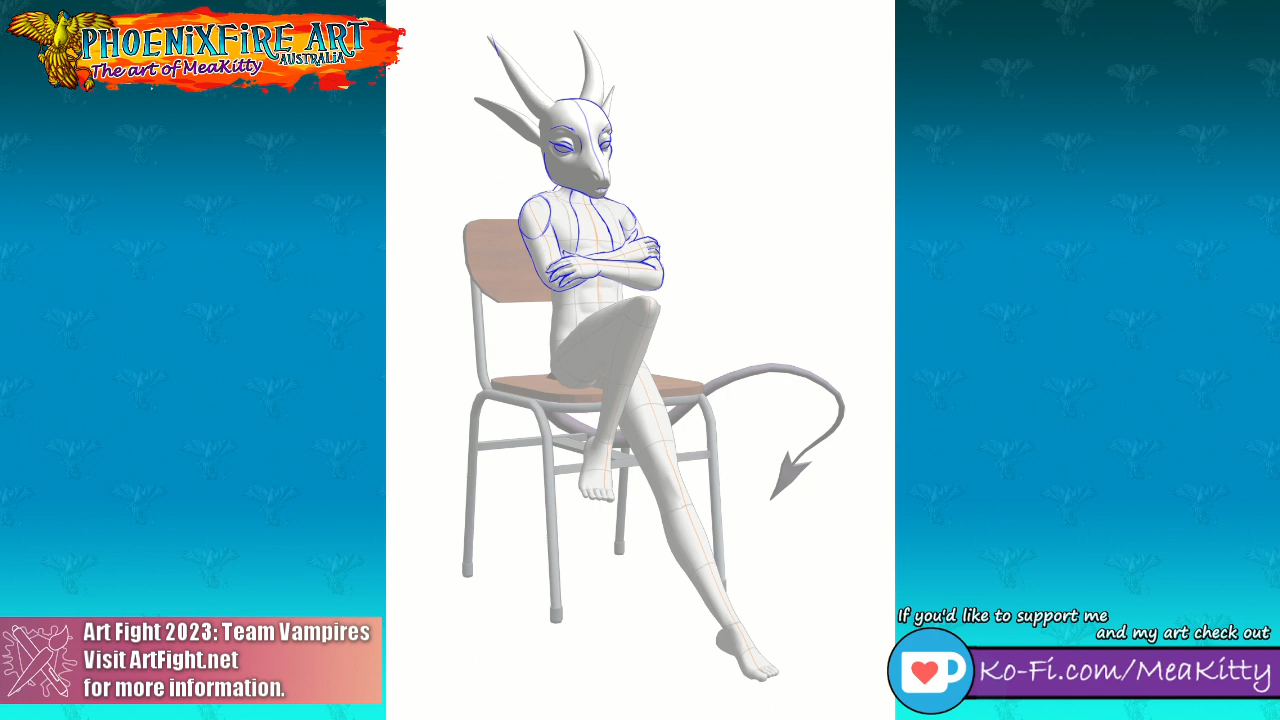 PHOENIXFIRE ART
AUSTRALIA
The art of MeaKitty
Art Fight 2023: Team Vampires
Visit ArtFight.net
for more information.
If you'd like to support me
and my art check out
Ko-Fi.com/MeaKitty